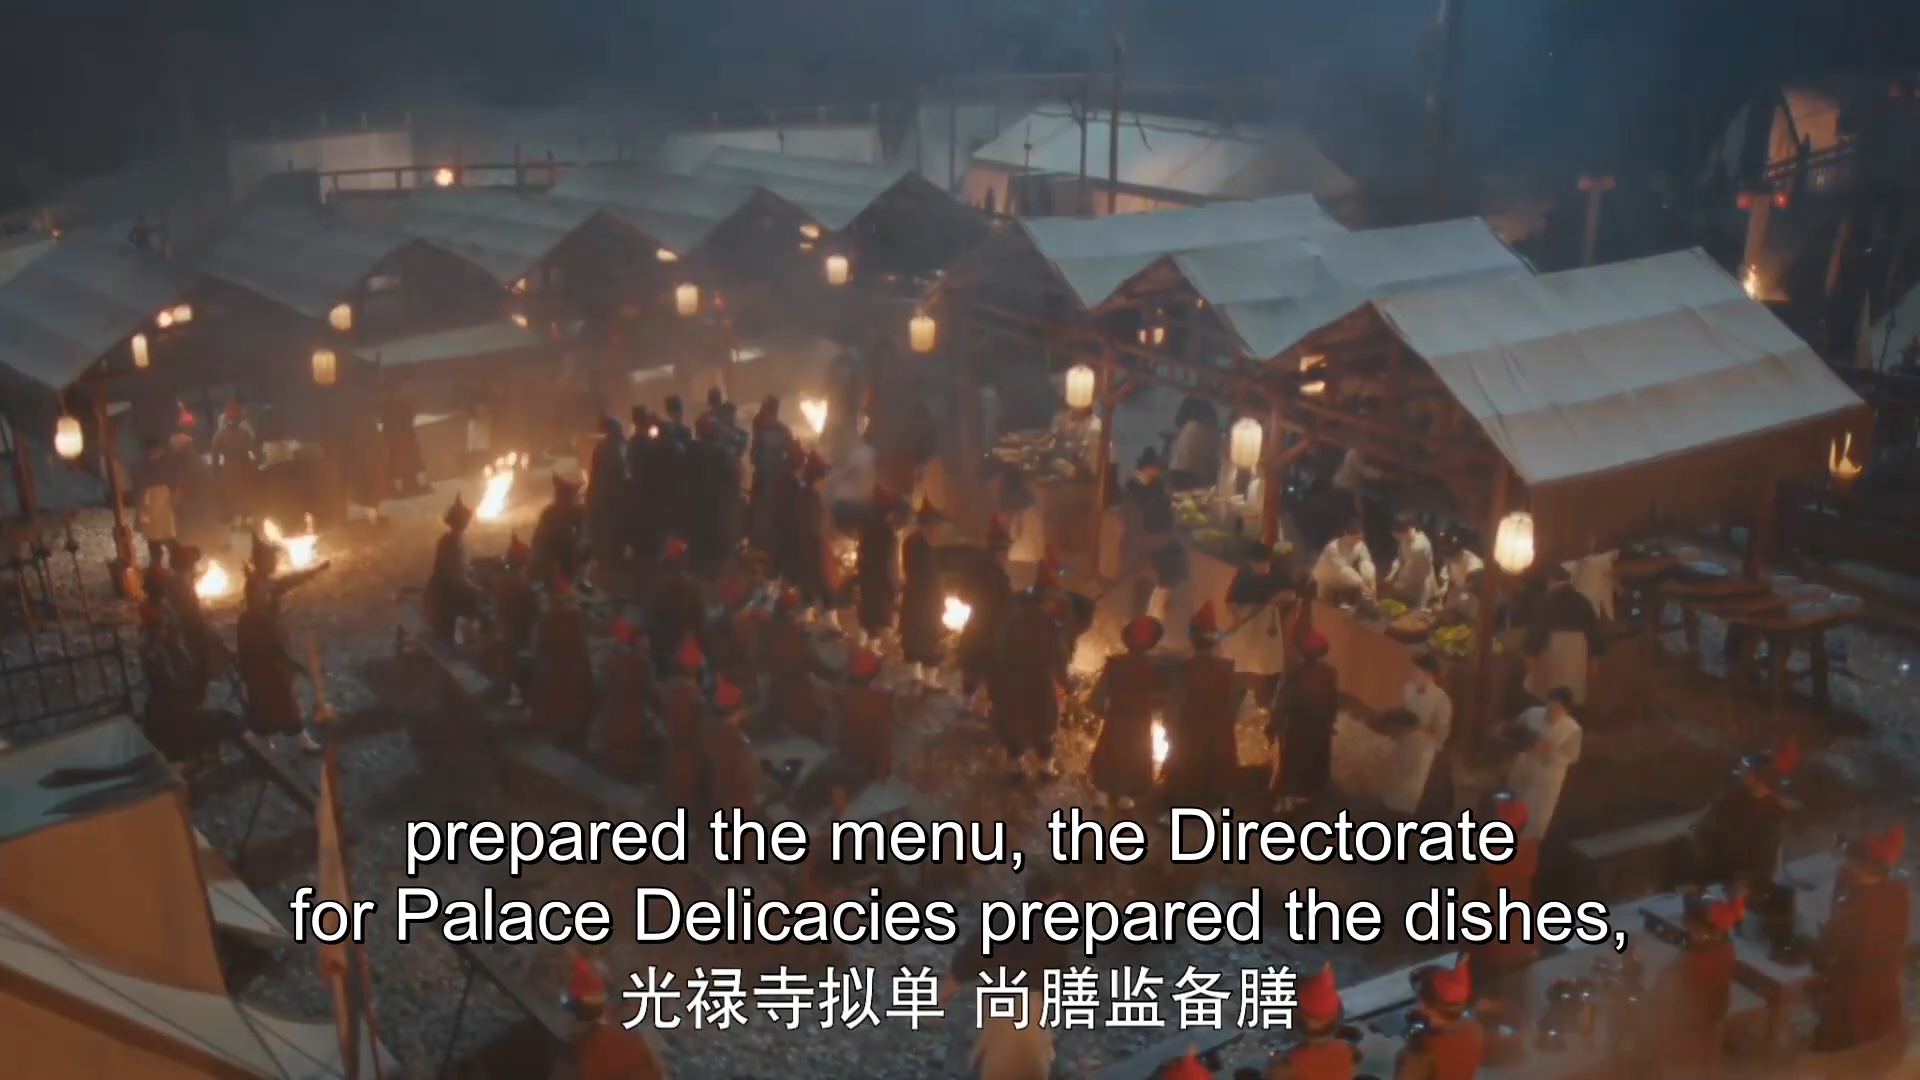 prepared the menu, the Directorate
for Palace Delicacies prepared the dishes,
光禄寺拟单 尚膳监备膳